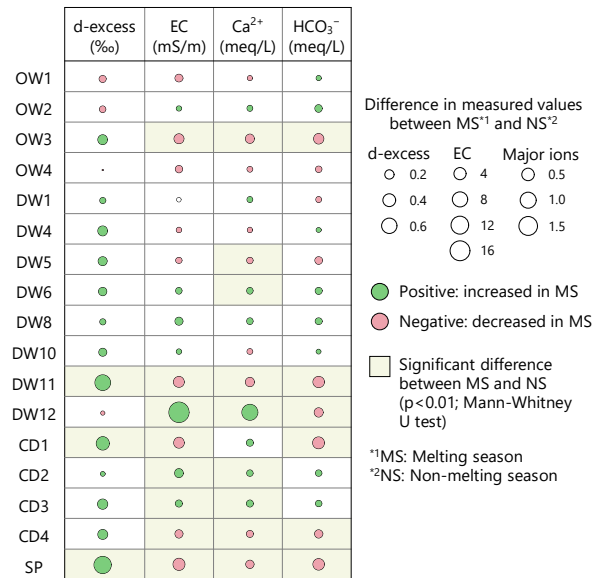 d-excess (‰) EC (mS/m) Ca²⁺ (meq/L) HCO₃⁻ (meq/L)
OW1
OW2
OW3
OW4
DW1
DW4
DW5
DW6
DW8
DW10
DW11
DW12
CD1
CD2
CD3
CD4
SP
Difference in measured values
between MS*1 and NS*2
d-excess EC Major ions
0.2 4 0.5
0.4 8 1.0
0.6 12 1.5
16
Positive: increased in MS
Negative: decreased in MS
Significant difference
between MS and NS
(p<0.01; Mann-Whitney
U test)
*1MS: Melting season
*2NS: Non-melting season